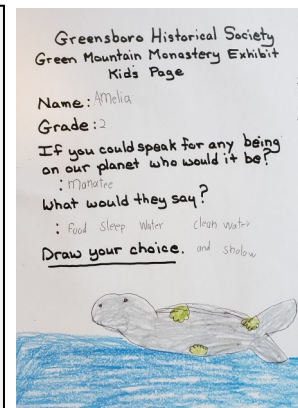 Greensboro Historical Society
Green Mountain Monastery Exhibit
Kids Page
Name: Amelia
Grade: 2
If you could speak for any being
on our planet who would it be?
: manatee
What would they say?
: Food Sleep Water clean water
Draw your choice. and shalow